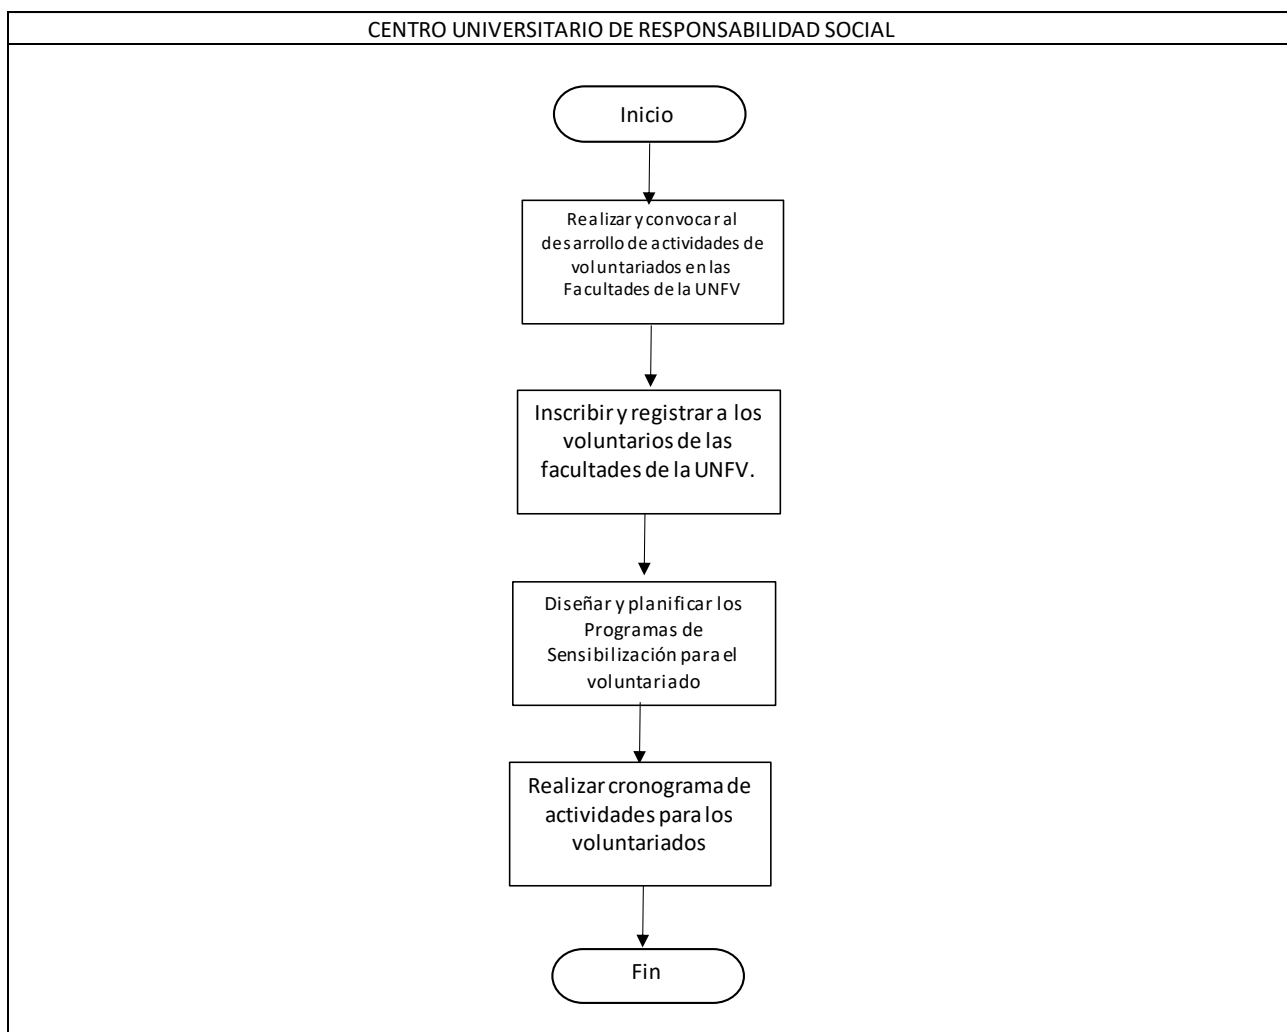 CENTRO UNIVERSITARIO DE RESPONSABILIDAD SOCIAL
Inicio
Realizar y convocar al
desarrollo de actividades de
voluntariados en las
Facultades de la UNFV
Inscribir y registrar a los
voluntarios de las
facultades de la UNFV.
Diseñar y planificar los
Programas de
Sensibilización para el
voluntariado
Realizar cronograma de
actividades para los
voluntariados
Fin